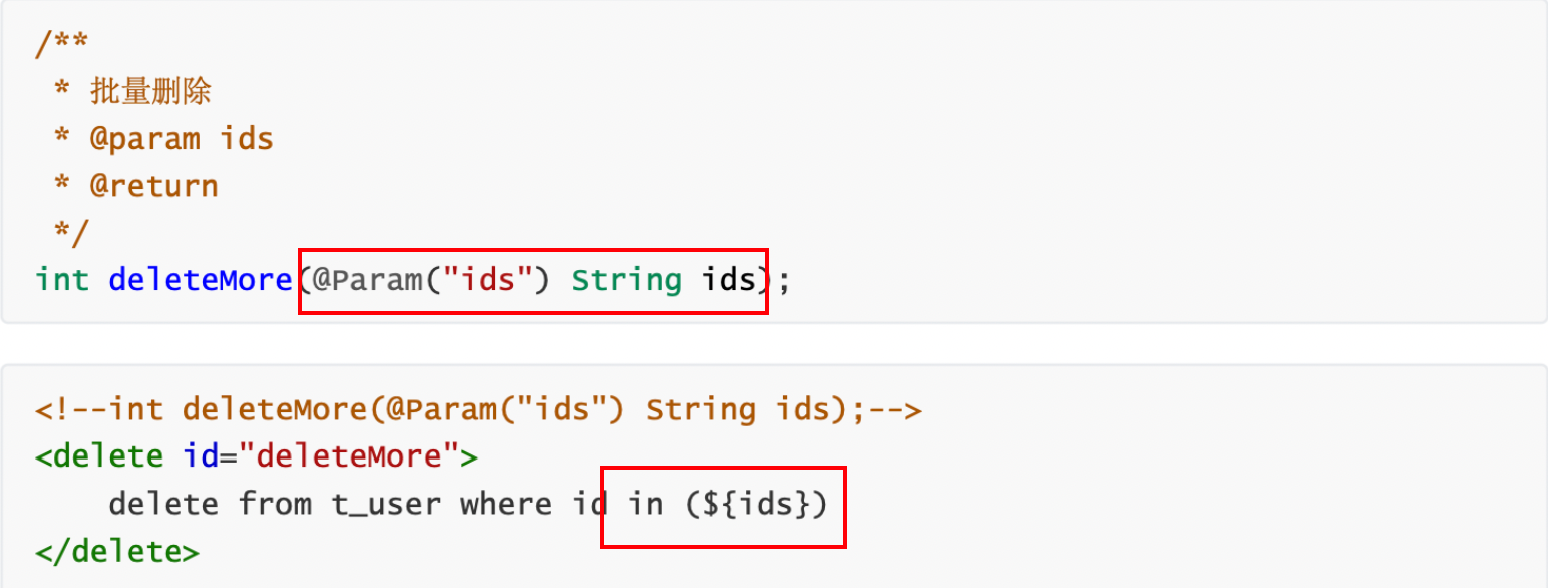 /**
 * 批量删除
 * @param ids
 * @return
 */
int deleteMore(@Param("ids") String ids);
<!--int deleteMore(@Param("ids") String ids);-->
<delete id="deleteMore">
    delete from t_user where id in (${ids})
</delete>